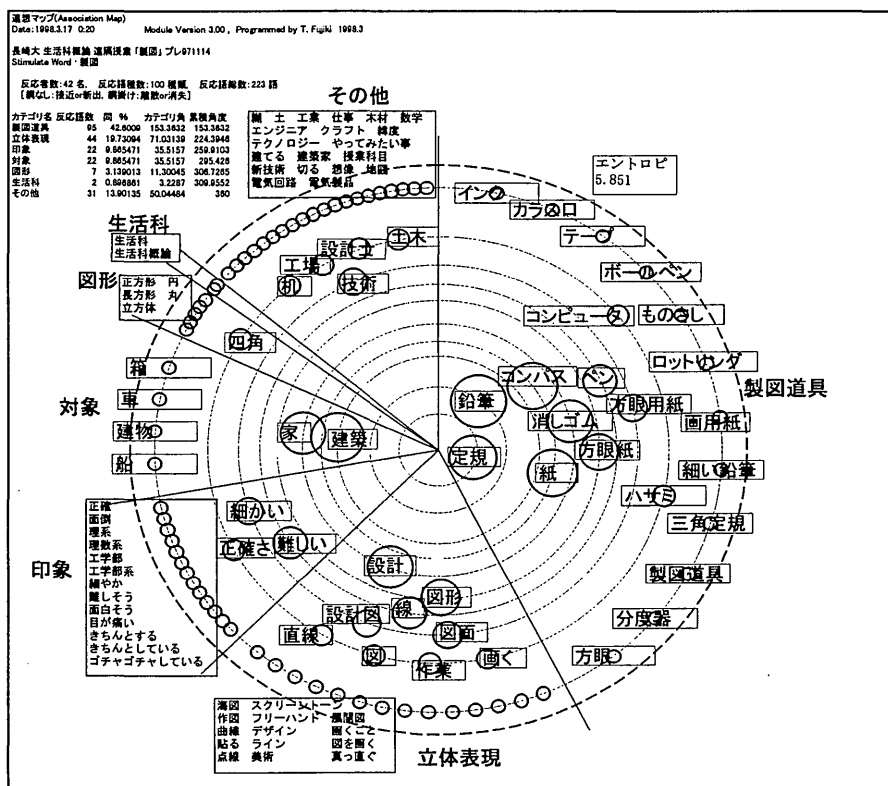 連想マップ(Association Map)
Date:1998.3.17 0:20 Module Version 3.00, Programmed by T. Fujiki 1998.3
長崎大 生活科概論 遠隔授業「製図」プレ971114
Stimulate Word・製図
反応者数:42 名, 反応語種数:100 種類, 反応語総数:223 語
[網なし:接近or新出, 網掛け:離散or消失]
カテゴリ名 反応語数 同 % カテゴリ角 累積角度
製図道具 95 42.6009 153.3632 153.3632
立体表現 44 19.73094 71.03139 224.3946
印象 22 9.865471 35.5157 259.9103
対象 22 9.865471 35.5157 295.426
図形 7 3.139013 11.30045 306.7265
生活科 2 0.896861 3.2287 309.9552
その他 31 13.90135 50.04484 360
その他
土 工業 仕事 木材 数学
エンジニア クラフト 緯度
テクノロジー やってみたい事
建てる 建築家 授業科目
新技術 切る 想像 地図
電気回路 電気製品
エントロピ
5.851
インク
カラス口
テープ
ボールペン
コンピュータ
ものさし
ロットリング
製図道具
コンパス
ペン
鉛筆
消しゴム
方眼用紙
画用紙
定規
紙
方眼紙
細い鉛筆
ハサミ
三角定規
製図道具
分度器
方眼
生活科
生活科
生活科概論
設計士
土木
工場
机
技術
図形
正方形 円
長方形 丸
立方体
四角
対象
箱
車
建物
船
家
建築
印象
正確
面倒
理系
理数系
工学部
工学部系
細やか
難しそう
面白そう
目が痛い
きちんとする
きちんとしている
ゴチャゴチャしている
細かい
正確さ
難しい
設計
図形
線
設計図
直線
図面
図
作業
画く
海図 スクリーントーン
作図 フリーハンド 展開図
曲線 デザイン 画くこと
貼る ライン 図を画く
点線 美術 真っ直ぐ
立体表現